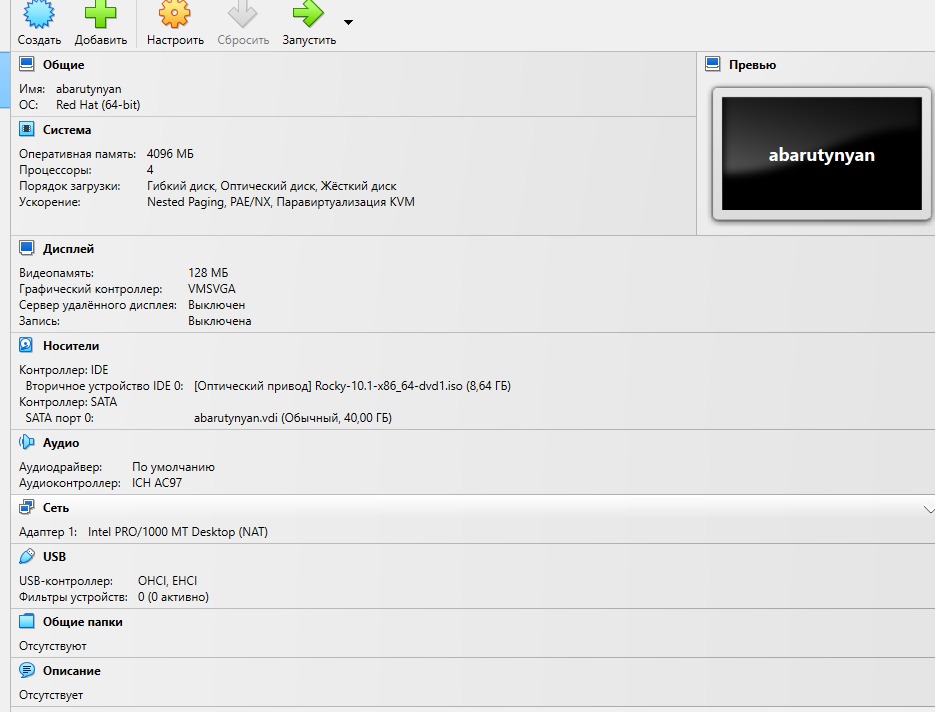 Создать Добавить Настроить Сбросить Запустить
Общие
Имя: abarutynyan
ОС: Red Hat (64-bit)
Превью
abarutynyan
Система
Оперативная память: 4096 МБ
Процессоры: 4
Порядок загрузки: Гибкий диск, Оптический диск, Жёсткий диск
Ускорение: Nested Paging, PAE/NX, Паравиртуализация KVM
Дисплей
Видеопамять: 128 МБ
Графический контроллер: VMSVGA
Сервер удалённого дисплея: Выключен
Запись: Выключена
Носители
Контроллер: IDE
Вторичное устройство IDE 0: [Оптический привод] Rocky-10.1-x86_64-dvd1.iso (8,64 ГБ)
Контроллер: SATA
SATA порт 0: abarutynyan.vdi (Обычный, 40,00 ГБ)
Аудио
Аудиодрайвер: По умолчанию
Аудиоконтроллер: ICH AC97
Сеть
Адаптер 1: Intel PRO/1000 MT Desktop (NAT)
USB
USB-контроллер: OHCI, EHCI
Фильтры устройств: 0 (0 активно)
Общие папки
Отсутствуют
Описание
Отсутствует